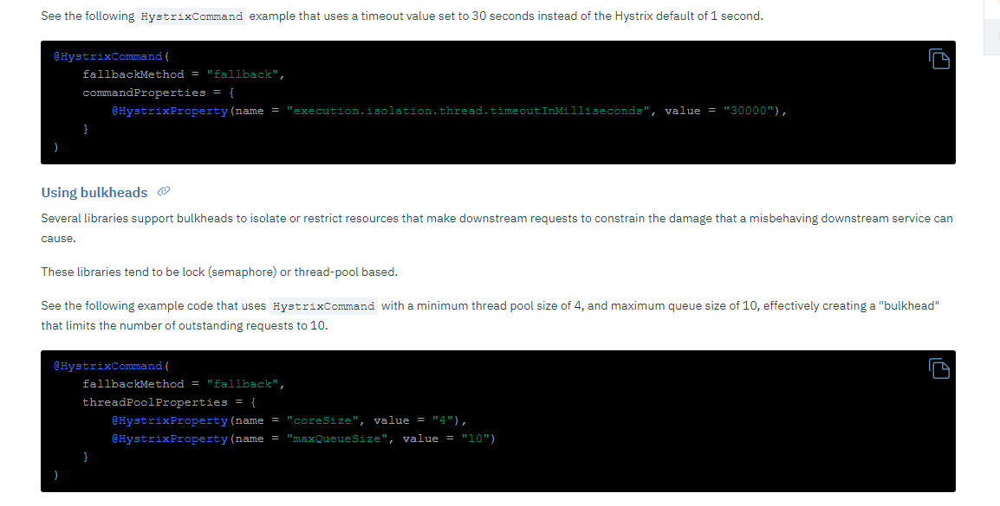 See the following HystrixCommand example that uses a timeout value set to 30 seconds instead of the Hystrix default of 1 second.
@HystrixCommand(
    fallbackMethod = "fallback",
    commandProperties = {
        @HystrixProperty(name = "execution.isolation.thread.timeoutInMilliseconds", value = "30000"),
    }
)
Using bulkheads
Several libraries support bulkheads to isolate or restrict resources that make downstream requests to constrain the damage that a misbehaving downstream service can
cause.
These libraries tend to be lock (semaphore) or thread-pool based.
See the following example code that uses HystrixCommand with a minimum thread pool size of 4, and maximum queue size of 10, effectively creating a "bulkhead"
that limits the number of outstanding requests to 10.
@HystrixCommand(
    fallbackMethod = "fallback",
    threadPoolProperties = {
        @HystrixProperty(name = "coreSize", value = "4"),
        @HystrixProperty(name = "maxQueueSize", value = "10")
    }
)